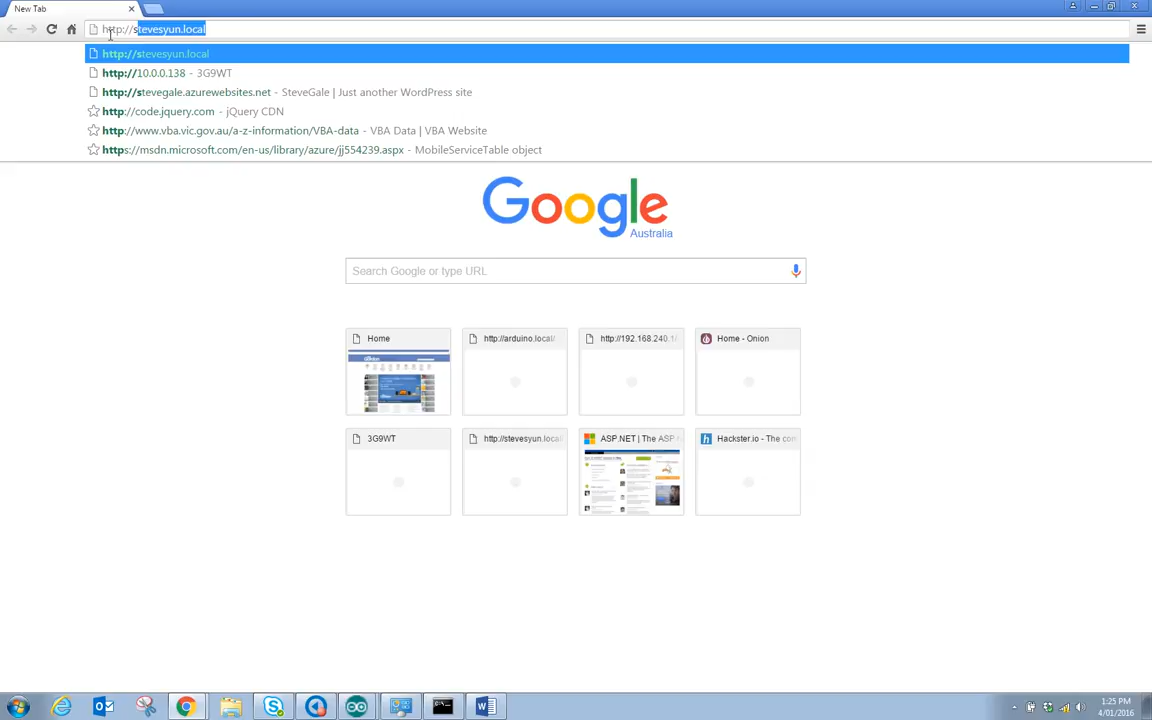 New Tab
http://stevesyun.local
http://stevesyun.local
http://10.0.0.138 - 3G9WT
http://stevegale.azurewebsites.net - SteveGale | Just another WordPress site
http://code.jquery.com - jQuery CDN
http://www.vba.vic.gov.au/a-z-information/VBA-data - VBA Data | VBA Website
https://msdn.microsoft.com/en-us/library/azure/jj554239.aspx - MobileServiceTable object
Google
Australia
Search Google or type URL
Home
http://arduino.local/
http://192.168.240.1/
Home - Onion
3G9WT
http://stevesyun.local
ASP.NET | The ASP.
Hackster.io - The com
1:25 PM
4/01/2016